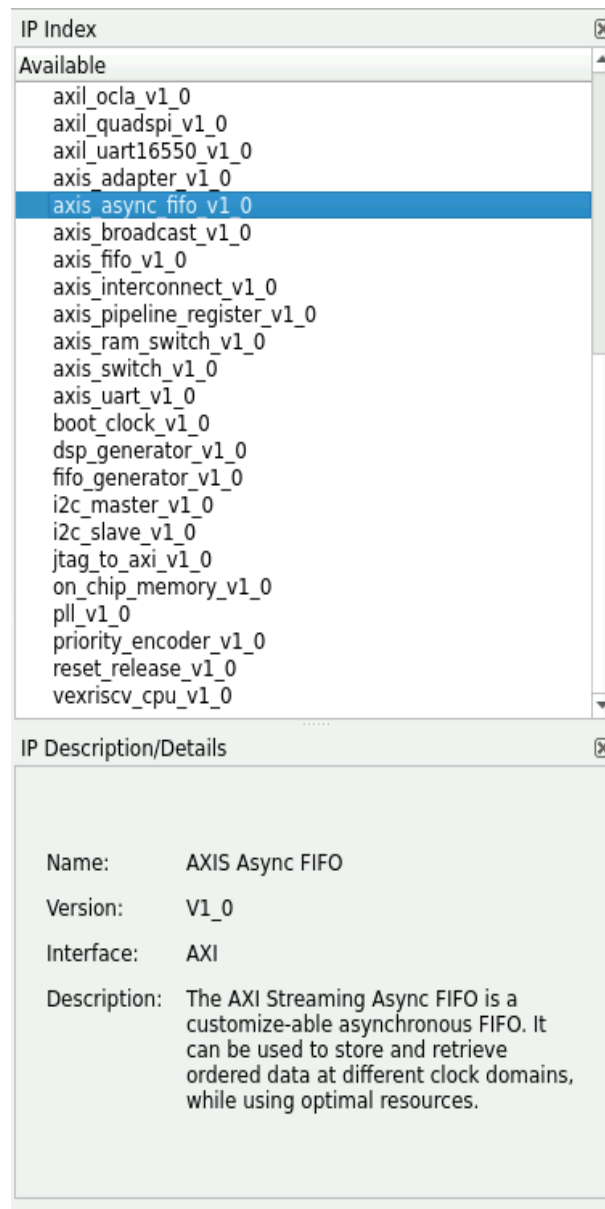 IP Index
Available
axil_ocla_v1_0
axil_quadspi_v1_0
axil_uart16550_v1_0
axis_adapter_v1_0
axis_async_fifo_v1_0
axis_broadcast_v1_0
axis_fifo_v1_0
axis_interconnect_v1_0
axis_pipeline_register_v1_0
axis_ram_switch_v1_0
axis_switch_v1_0
axis_uart_v1_0
boot_clock_v1_0
dsp_generator_v1_0
fifo_generator_v1_0
i2c_master_v1_0
i2c_slave_v1_0
jtag_to_axi_v1_0
on_chip_memory_v1_0
pll_v1_0
priority_encoder_v1_0
reset_release_v1_0
vexriscv_cpu_v1_0
IP Description/Details
Name: AXIS Async FIFO
Version: V1_0
Interface: AXI
Description: The AXI Streaming Async FIFO is a
customize-able asynchronous FIFO. It
can be used to store and retrieve
ordered data at different clock domains,
while using optimal resources.